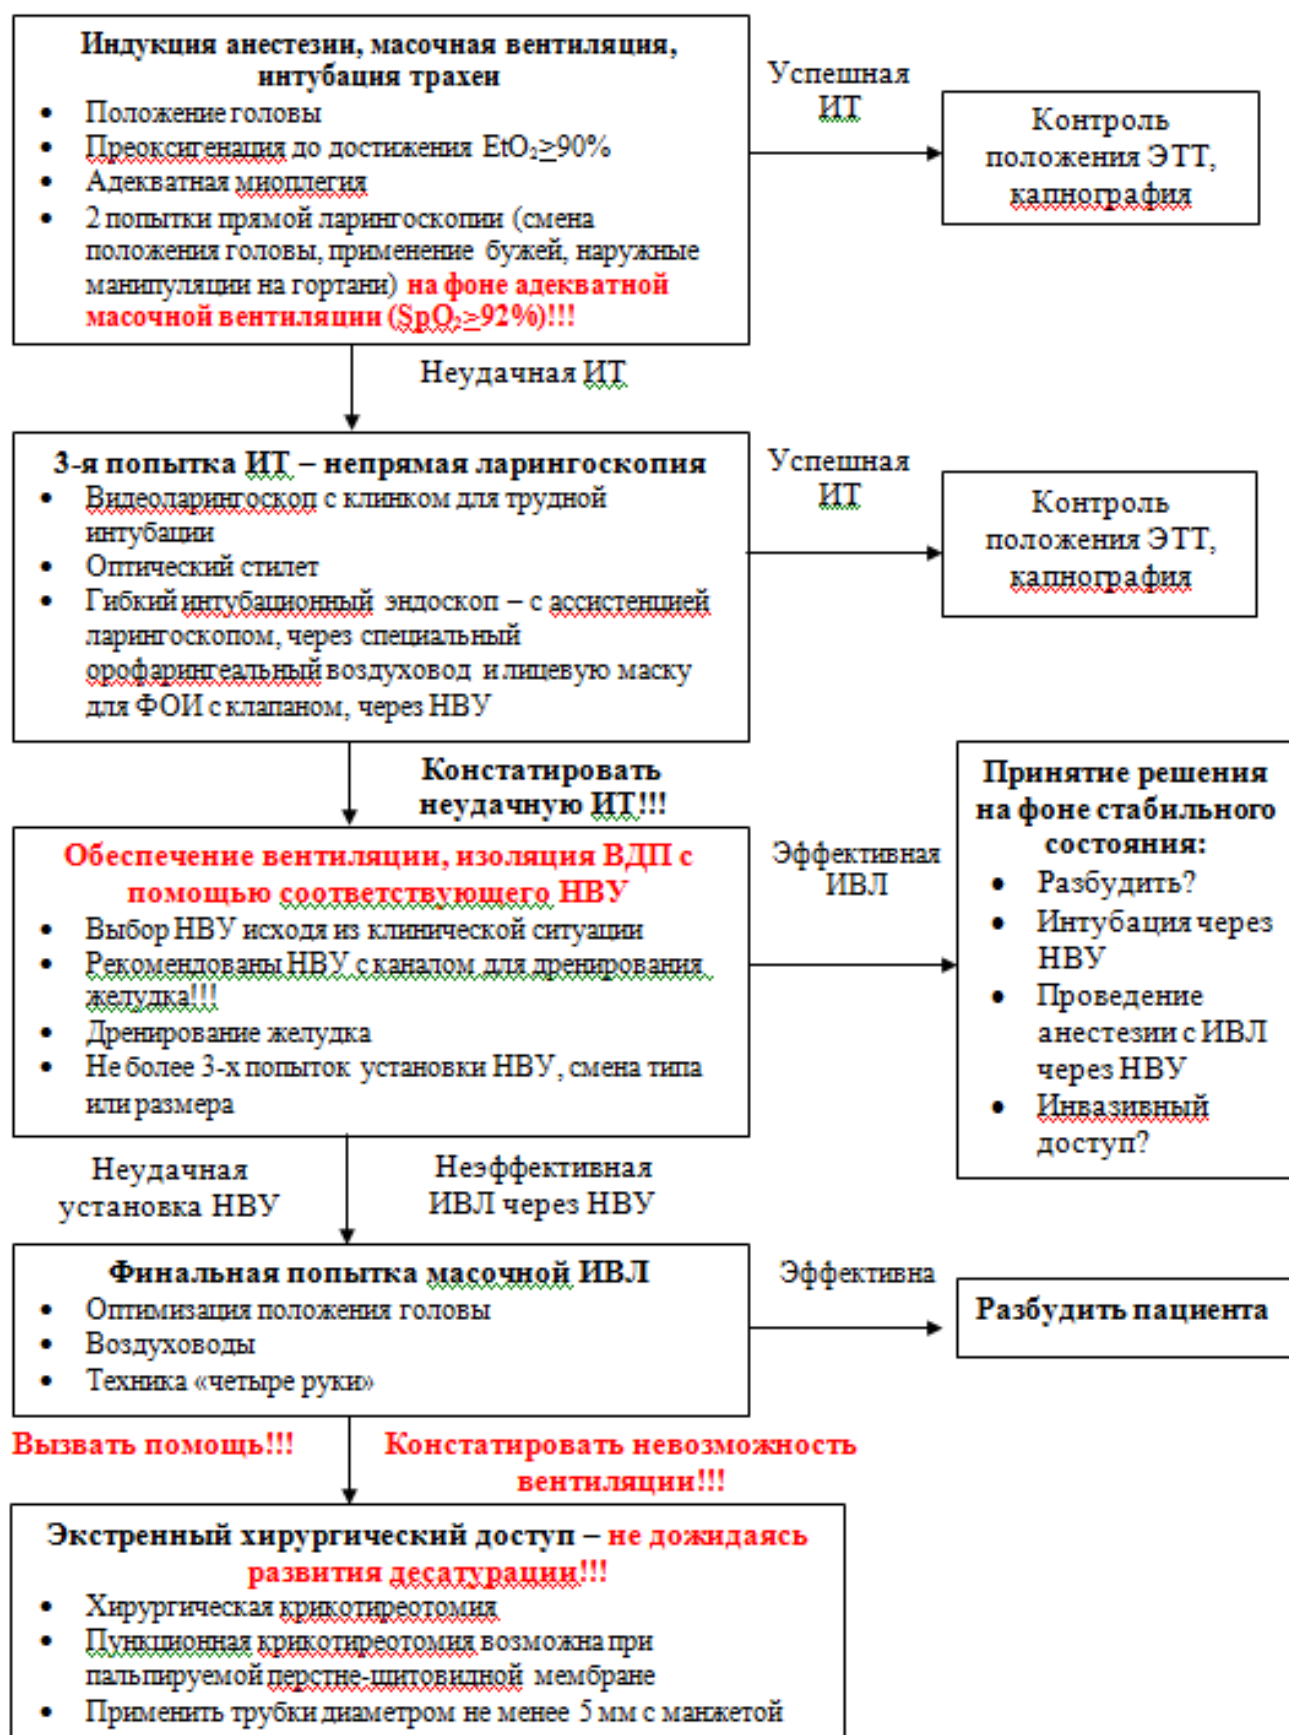 Индукция анестезии, масочная вентиляция,
интубация трахеи
• Положение головы
• Преоксигенация до достижения EtO₂≥90%
• Адекватная миоплегия
• 2 попытки прямой ларингоскопии (смена
положения головы, применение бужей, наружные
манипуляции на гортани) на фоне адекватной
масочной вентиляции (SpO₂≥92%)!!!
Успешная
ИТ
Контроль
положения ЭТТ,
капнография
Неудачная ИТ
3-я попытка ИТ – непрямая ларингоскопия
• Видеоларингоскоп с клинком для трудной
интубации
• Оптический стилет
• Гибкий интубационный эндоскоп – с ассистенцией
ларингоскопом, через специальный
орофарингеальный воздуховод и лицевую маску
для ФОИ с клапаном, через НВУ
Успешная
ИТ
Контроль
положения ЭТТ,
капнография
Констатировать
неудачную ИТ!!!
Обеспечение вентиляции, изоляция ВДП с
помощью соответствующего НВУ
• Выбор НВУ исходя из клинической ситуации
• Рекомендованы НВУ с каналом для дренирования
желудка!!!
• Дренирование желудка
• Не более 3-х попыток установки НВУ, смена типа
или размера
Эффективная
ИВЛ
Принятие решения
на фоне стабильного
состояния:
• Разбудить?
• Интубация через
НВУ
• Проведение
анестезии с ИВЛ
через НВУ
• Инвазивный
доступ?
Неудачная
установка НВУ
Неэффективная
ИВЛ через НВУ
Финальная попытка масочной ИВЛ
• Оптимизация положения головы
• Воздуховоды
• Техника «четыре руки»
Эффективна
Разбудить пациента
Вызвать помощь!!!
Констатировать невозможность
вентиляции!!!
Экстренный хирургический доступ – не дожидаясь
развития десатурации!!!
• Хирургическая крикотиреотомия
• Пункционная крикотиреотомия возможна при
пальпируемой перстне-щитовидной мембране
• Применить трубки диаметром не менее 5 мм с манжетой